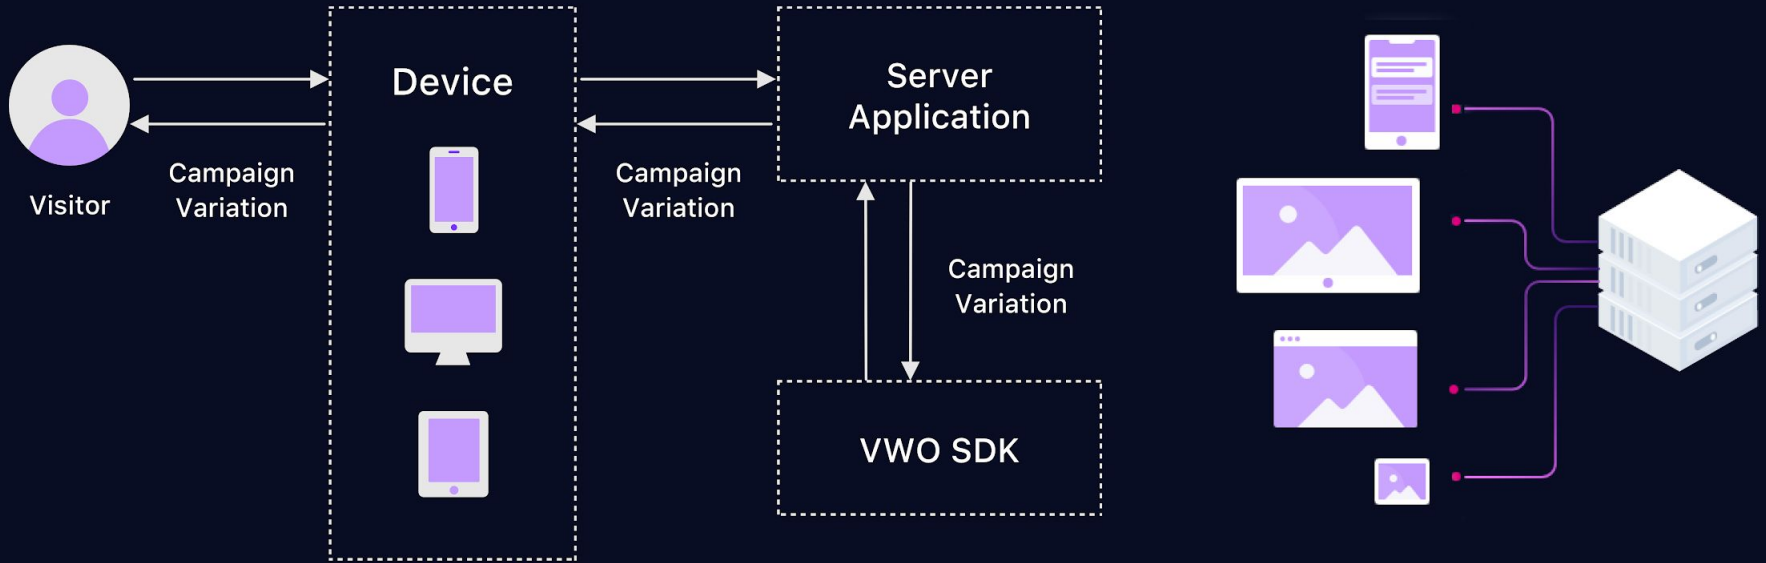 Device
Server
Application
Visitor
Campaign
Variation
Campaign
Variation
Campaign
Variation
VWO SDK